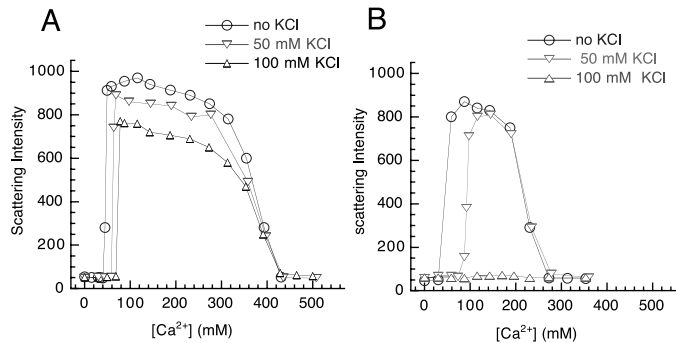 A
no KCl
50 mM KCl
100 mM KCl
Scattering Intensity
1000
800
600
400
200
0
0 100 200 300 400 500
[Ca²⁺] (mM)
B
no KCl
50 mM KCl
100 mM KCl
scattering Intensity
1000
800
600
400
200
0
0 100 200 300 400 500
[Ca²⁺] (mM)